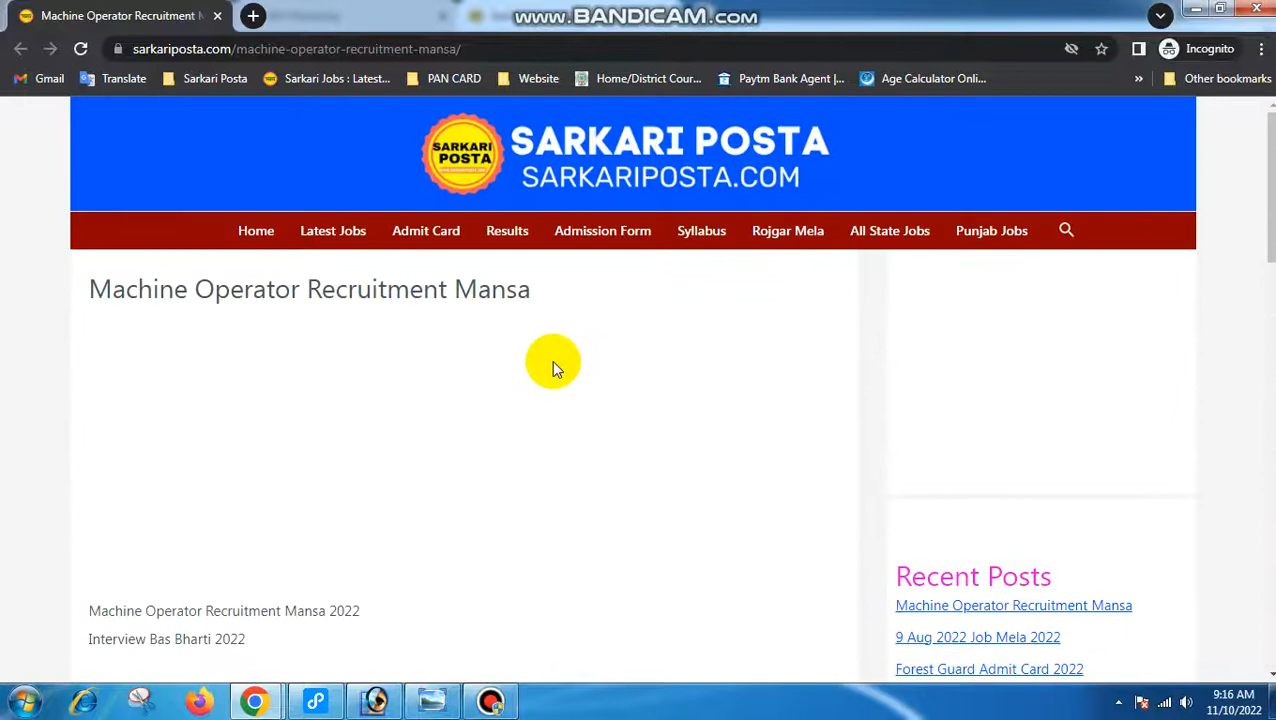 Machine Operator Recruitment M
www.BANDICAM.com
sarkariposta.com/machine-operator-recruitment-mansa/
Incognito
Gmail
Translate
Sarkari Posta
Sarkari Jobs : Latest...
PAN CARD
Website
Home/District Cour...
Paytm Bank Agent |...
Age Calculator Onli...
»
Other bookmarks
SARKARI
POSTA
SARKARI POSTA
SARKARIPOSTA.COM
Home
Latest Jobs
Admit Card
Results
Admission Form
Syllabus
Rojgar Mela
All State Jobs
Punjab Jobs
Machine Operator Recruitment Mansa
Machine Operator Recruitment Mansa 2022
Interview Bas Bharti 2022
Recent Posts
Machine Operator Recruitment Mansa
9 Aug 2022 Job Mela 2022
Forest Guard Admit Card 2022
9:16 AM
11/10/2022